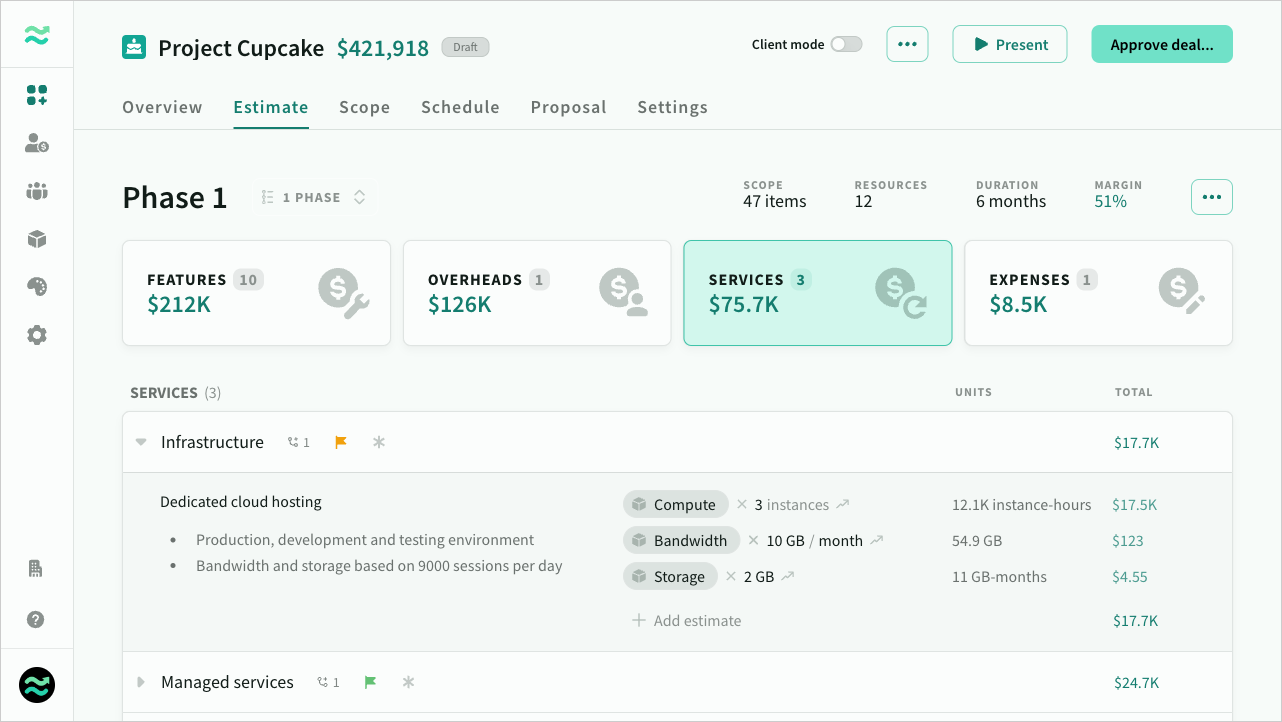 Project Cupcake $421,918 Draft
Client mode
•••
Present
Approve deal...
Overview Estimate Scope Schedule Proposal Settings
Phase 1
1 PHASE
SCOPE
47 items
RESOURCES
12
DURATION
6 months
MARGIN
51%
•••
FEATURES 10
$212K
OVERHEADS 1
$126K
SERVICES 3
$75.7K
EXPENSES 1
$8.5K
SERVICES (3) UNITS TOTAL
Infrastructure 1 $17.7K
Dedicated cloud hosting
• Production, development and testing environment
• Bandwidth and storage based on 9000 sessions per day
Compute × 3 instances 12.1K instance-hours $17.5K
Bandwidth × 10 GB / month 54.9 GB $123
Storage × 2 GB 11 GB-months $4.55
+ Add estimate $17.7K
Managed services 1 $24.7K